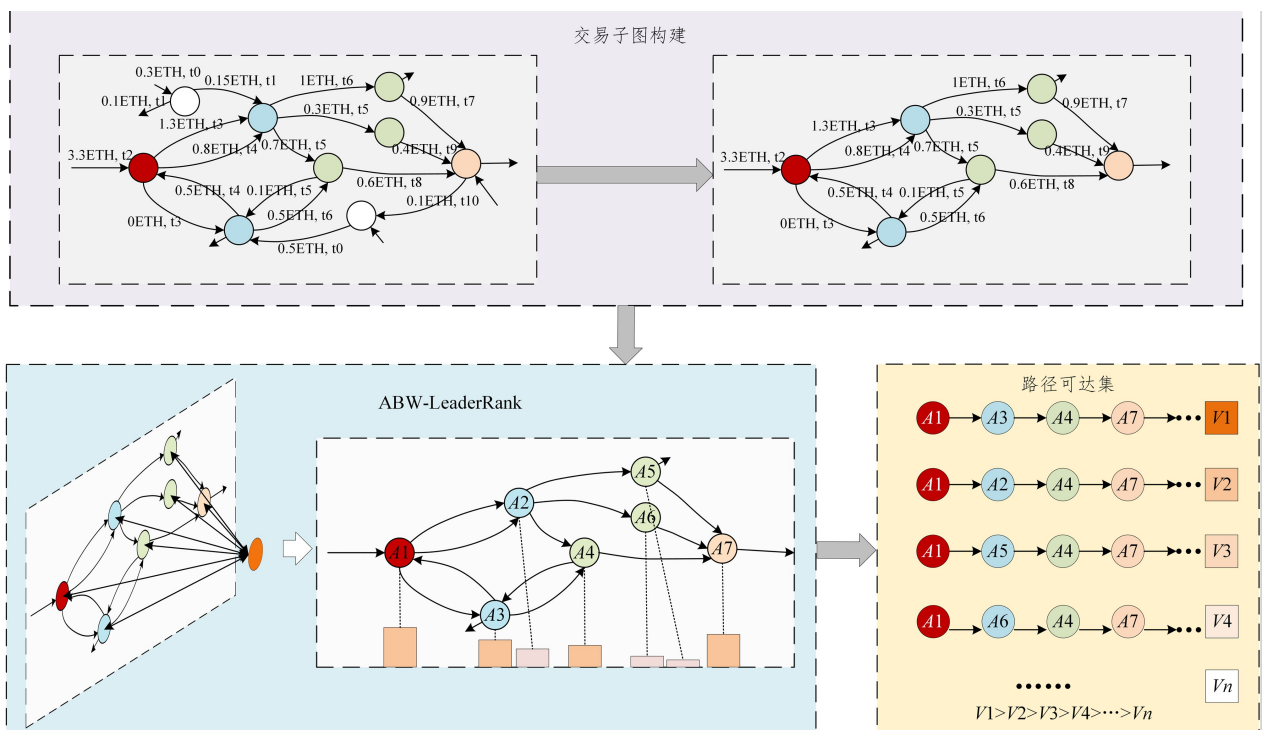 交易子图构建
0.3ETH, t0
0.15ETH, t1
0.1ETH, t1
1ETH, t6
0.3ETH, t5
0.9ETH, t7
1.3ETH, t3
0.8ETH, t4
0.7ETH, t5
0.4ETH, t9
3.3ETH, t2
0.5ETH, t4
0.1ETH, t5
0.6ETH, t8
0ETH, t3
0.5ETH, t6
0.1ETH, t10
0.5ETH, t0
1ETH, t6
0.3ETH, t5
0.9ETH, t7
1.3ETH, t3
0.8ETH, t4
0.7ETH, t5
0.4ETH, t9
3.3ETH, t2
0.5ETH, t4
0.1ETH, t5
0.6ETH, t8
0ETH, t3
0.5ETH, t6
ABW-LeaderRank
A5
A2
A6
A1
A4
A7
A3
路径可达集
A1 A3 A4 A7 ••• V1
A1 A2 A4 A7 ••• V2
A1 A5 A4 A7 ••• V3
A1 A6 A4 A7 ••• V4
•••••• Vn
V1>V2>V3>V4>···>Vn